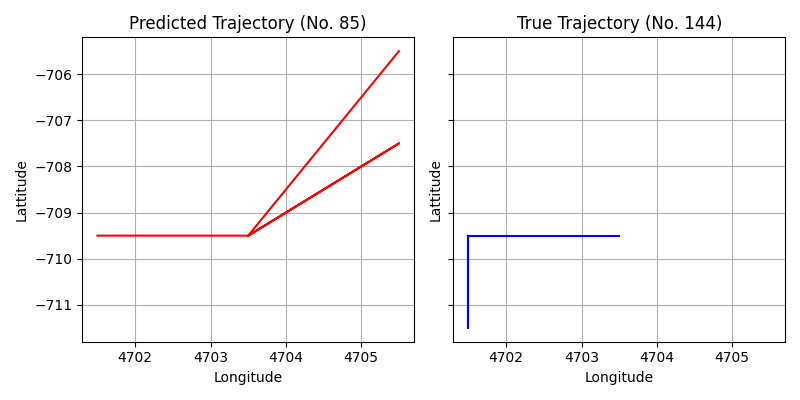 Predicted Trajectory (No. 85)
True Trajectory (No. 144)
Lattitude
−706
−707
−708
−709
−710
−711
4702 4703 4704 4705
Longitude
Lattitude
4702 4703 4704 4705
Longitude